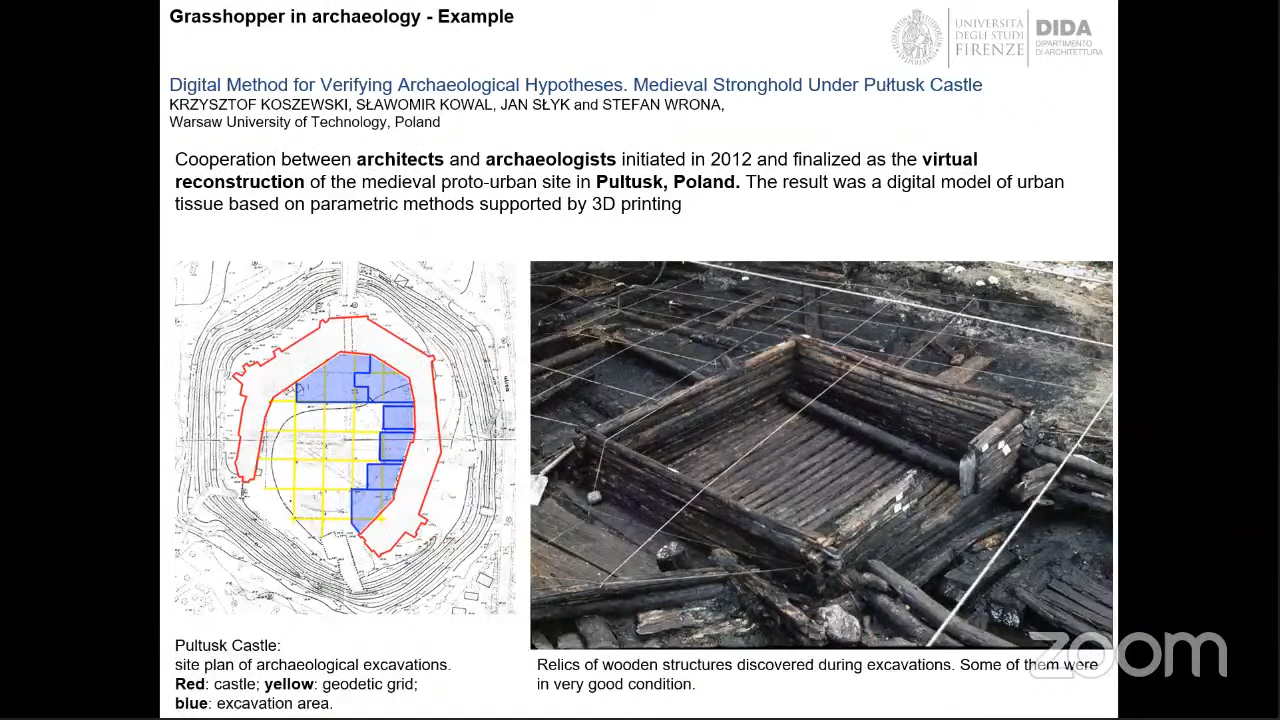 Grasshopper in archaeology - Example
UNIVERSITÀ
DEGLI STUDI
FIRENZE
DIDA
DIPARTIMENTO
DI ARCHITETTURA
Digital Method for Verifying Archaeological Hypotheses. Medieval Stronghold Under Pułtusk Castle
KRZYSZTOF KOSZEWSKI, SŁAWOMIR KOWAL, JAN SŁYK and STEFAN WRONA,
Warsaw University of Technology, Poland
Cooperation between architects and archaeologists initiated in 2012 and finalized as the virtual
reconstruction of the medieval proto-urban site in Pultusk, Poland. The result was a digital model of urban
tissue based on parametric methods supported by 3D printing
Pultusk Castle:
site plan of archaeological excavations.
Red: castle; yellow: geodetic grid;
blue: excavation area.
Relics of wooden structures discovered during excavations. Some of them were
in very good condition.
zoom